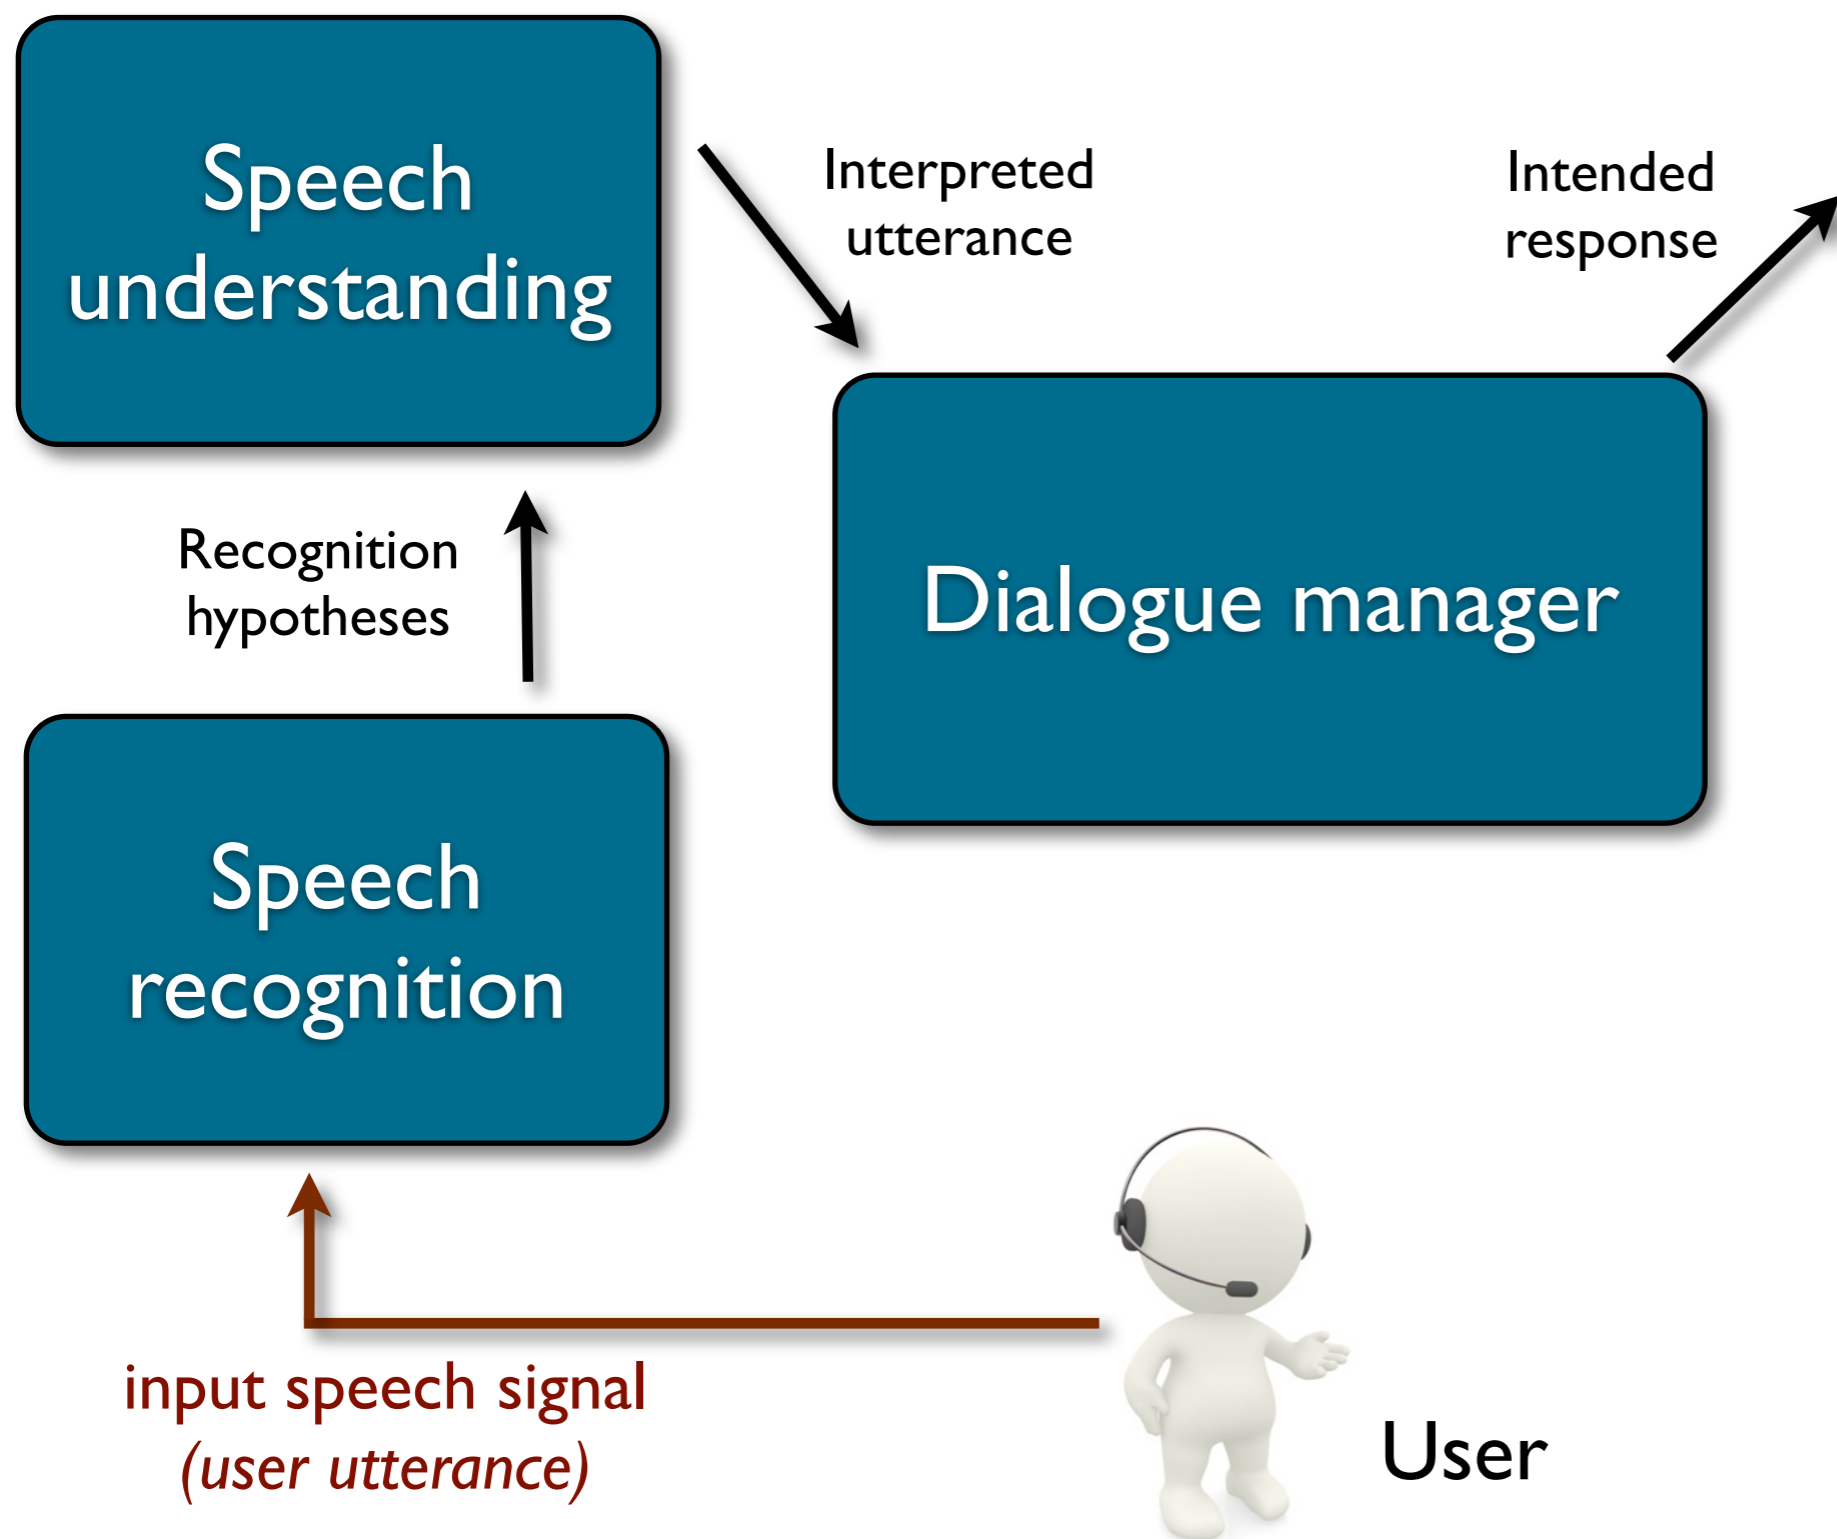 Speech
understanding
Interpreted
utterance
Intended
response
Recognition
hypotheses
Dialogue manager
Speech
recognition
input speech signal
(user utterance)
User